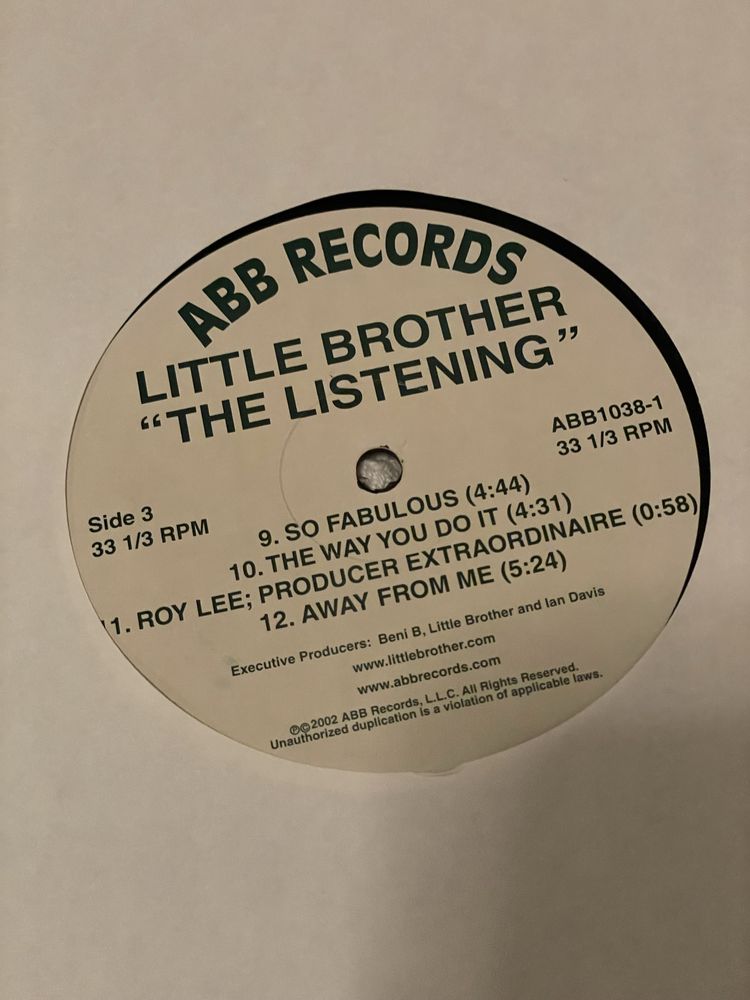 ABB RECORDS
LITTLE BROTHER
“THE LISTENING”
ABB1038-1
33 1/3 RPM
Side 3
33 1/3 RPM
9. SO FABULOUS (4:44)
10. THE WAY YOU DO IT (4:31)
11. ROY LEE; PRODUCER EXTRAORDINAIRE (0:58)
12. AWAY FROM ME (5:24)
Executive Producers: Beni B, Little Brother and Ian Davis
www.littlebrother.com
www.abbrecords.com
℗©2002 ABB Records, L.L.C. All Rights Reserved.
Unauthorized duplication is a violation of applicable laws.